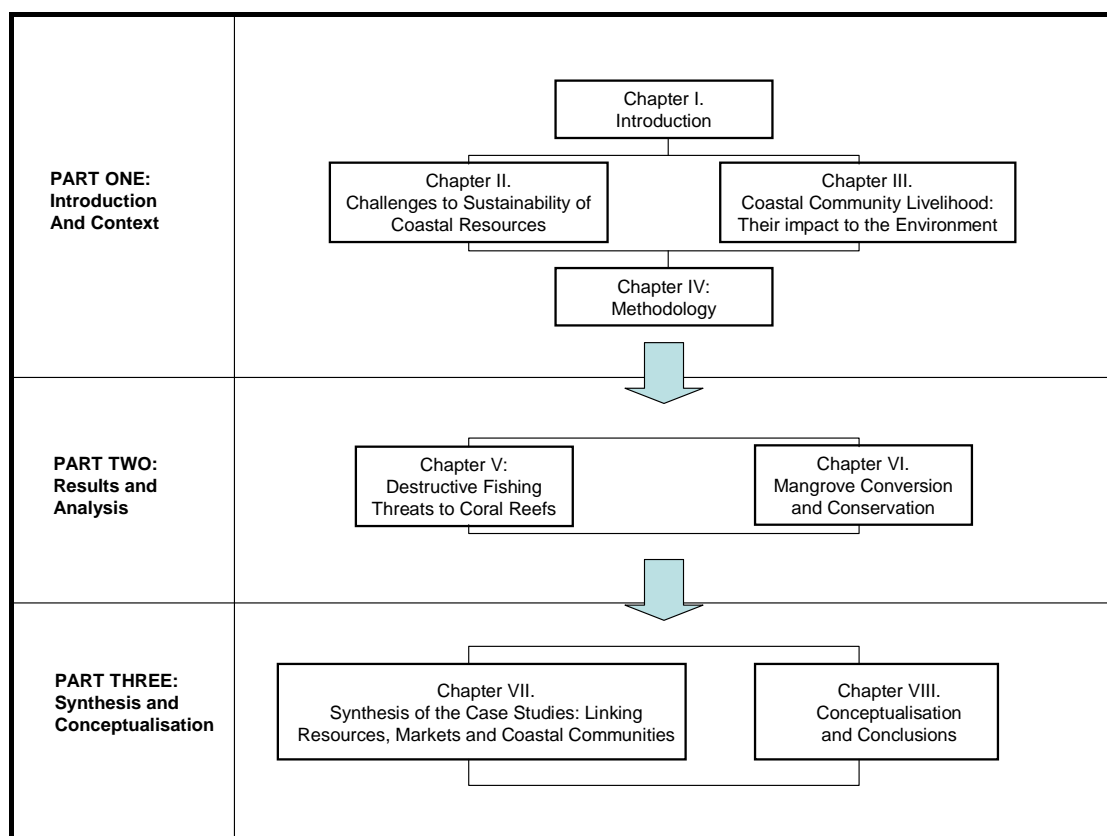 PART ONE:
Introduction
And Context
Chapter I.
Introduction
Chapter II.
Challenges to Sustainability of
Coastal Resources
Chapter III.
Coastal Community Livelihood:
Their impact to the Environment
Chapter IV:
Methodology
PART TWO:
Results and
Analysis
Chapter V:
Destructive Fishing
Threats to Coral Reefs
Chapter VI.
Mangrove Conversion
and Conservation
PART THREE:
Synthesis and
Conceptualisation
Chapter VII.
Synthesis of the Case Studies: Linking
Resources, Markets and Coastal Communities
Chapter VIII.
Conceptualisation
and Conclusions